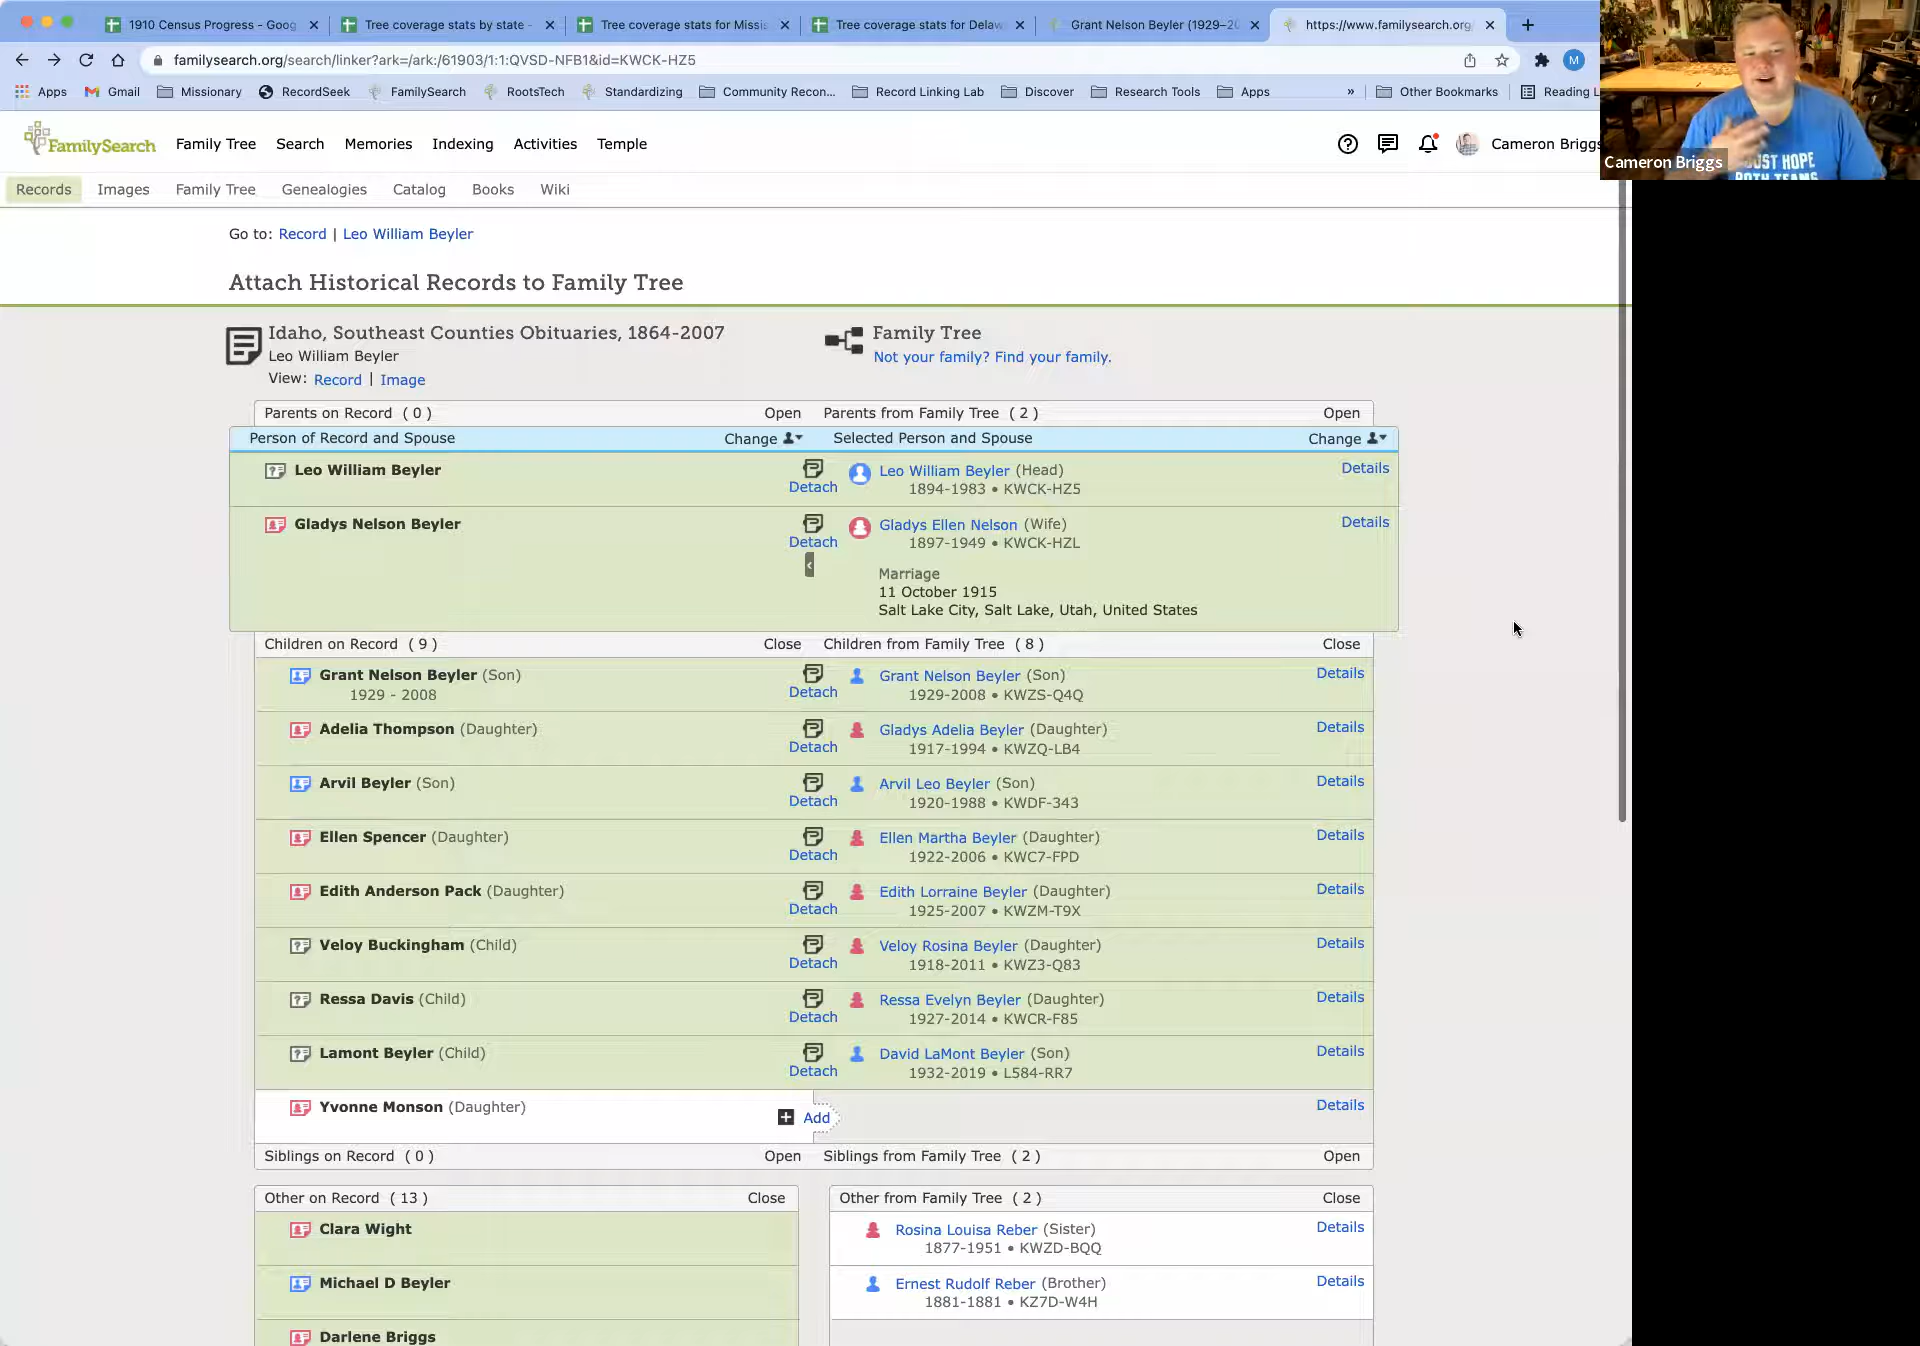 1910 Census Progress - Goog
Tree coverage stats by state -
Tree coverage stats for Missi
Tree coverage stats for Delaw
Grant Nelson Beyler (1929–20
https://www.familysearch.org
familysearch.org/search/linker?ark=/ark:/61903/1:1:QVSD-NFB1&id=KWCK-HZ5
M
Apps Gmail Missionary RecordSeek FamilySearch RootsTech Standardizing Community Recon... Record Linking Lab Discover Research Tools Apps » Other Bookmarks Reading L
FamilySearch Family Tree Search Memories Indexing Activities Temple Cameron Briggs
Cameron Briggs
JUST HOPE
BOTH TEAMS
Records Images Family Tree Genealogies Catalog Books Wiki
Go to: Record | Leo William Beyler
Attach Historical Records to Family Tree
Idaho, Southeast Counties Obituaries, 1864-2007
Leo William Beyler
View: Record | Image
Family Tree
Not your family? Find your family.
Parents on Record ( 0 ) Open Parents from Family Tree ( 2 ) Open
Person of Record and Spouse Change Selected Person and Spouse Change
Leo William Beyler Detach Leo William Beyler (Head) Details
1894-1983 • KWCK-HZ5
Gladys Nelson Beyler Detach Gladys Ellen Nelson (Wife) Details
1897-1949 • KWCK-HZL
Marriage
11 October 1915
Salt Lake City, Salt Lake, Utah, United States
Children on Record ( 9 ) Close Children from Family Tree ( 8 ) Close
Grant Nelson Beyler (Son) Detach Grant Nelson Beyler (Son) Details
1929 - 2008 1929-2008 • KWZS-Q4Q
Adelia Thompson (Daughter) Detach Gladys Adelia Beyler (Daughter) Details
1917-1994 • KWZQ-LB4
Arvil Beyler (Son) Detach Arvil Leo Beyler (Son) Details
1920-1988 • KWDF-343
Ellen Spencer (Daughter) Detach Ellen Martha Beyler (Daughter) Details
1922-2006 • KWC7-FPD
Edith Anderson Pack (Daughter) Detach Edith Lorraine Beyler (Daughter) Details
1925-2007 • KWZM-T9X
Veloy Buckingham (Child) Detach Veloy Rosina Beyler (Daughter) Details
1918-2011 • KWZ3-Q83
Ressa Davis (Child) Detach Ressa Evelyn Beyler (Daughter) Details
1927-2014 • KWCR-F85
Lamont Beyler (Child) Detach David LaMont Beyler (Son) Details
1932-2019 • L584-RR7
Yvonne Monson (Daughter) Add Details
Siblings on Record ( 0 ) Open Siblings from Family Tree ( 2 ) Open
Other on Record ( 13 ) Close Other from Family Tree ( 2 ) Close
Clara Wight Rosina Louisa Reber (Sister) Details
1877-1951 • KWZD-BQQ
Michael D Beyler Ernest Rudolf Reber (Brother) Details
1881-1881 • KZ7D-W4H
Darlene Briggs